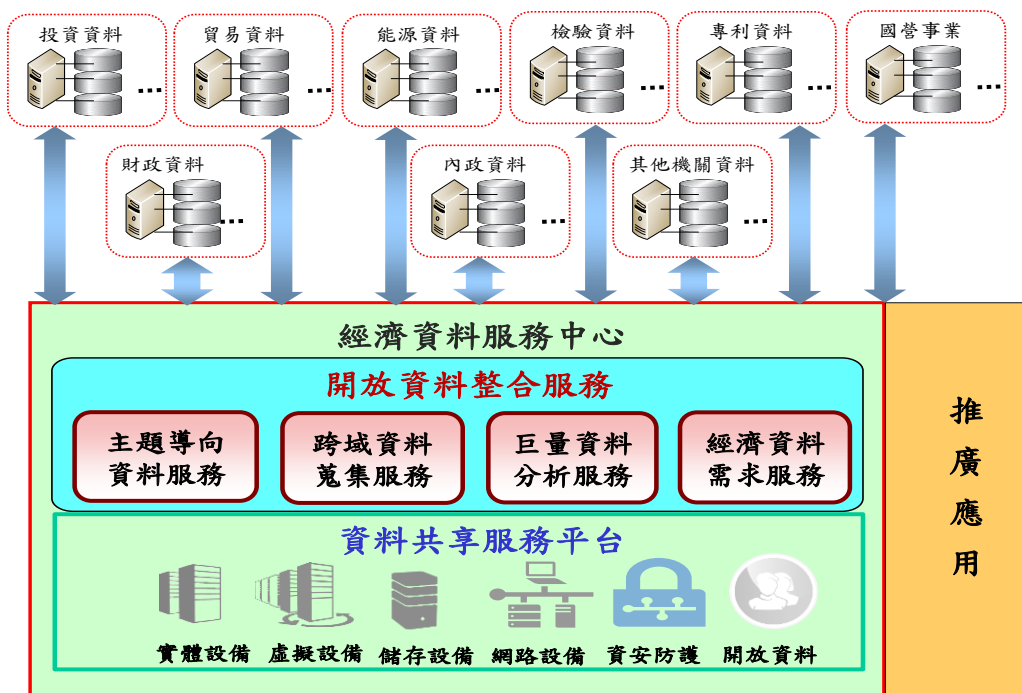 投資資料
貿易資料
能源資料
檢驗資料
專利資料
國營事業
...
...
...
...
...
...
財政資料
內政資料
其他機關資料
...
...
...
經濟資料服務中心
開放資料整合服務
主題導向
資料服務
跨域資料
蒐集服務
巨量資料
分析服務
經濟資料
需求服務
推
廣
應
用
資料共享服務平台
實體設備
虛擬設備
儲存設備
網路設備
資安防護
開放資料